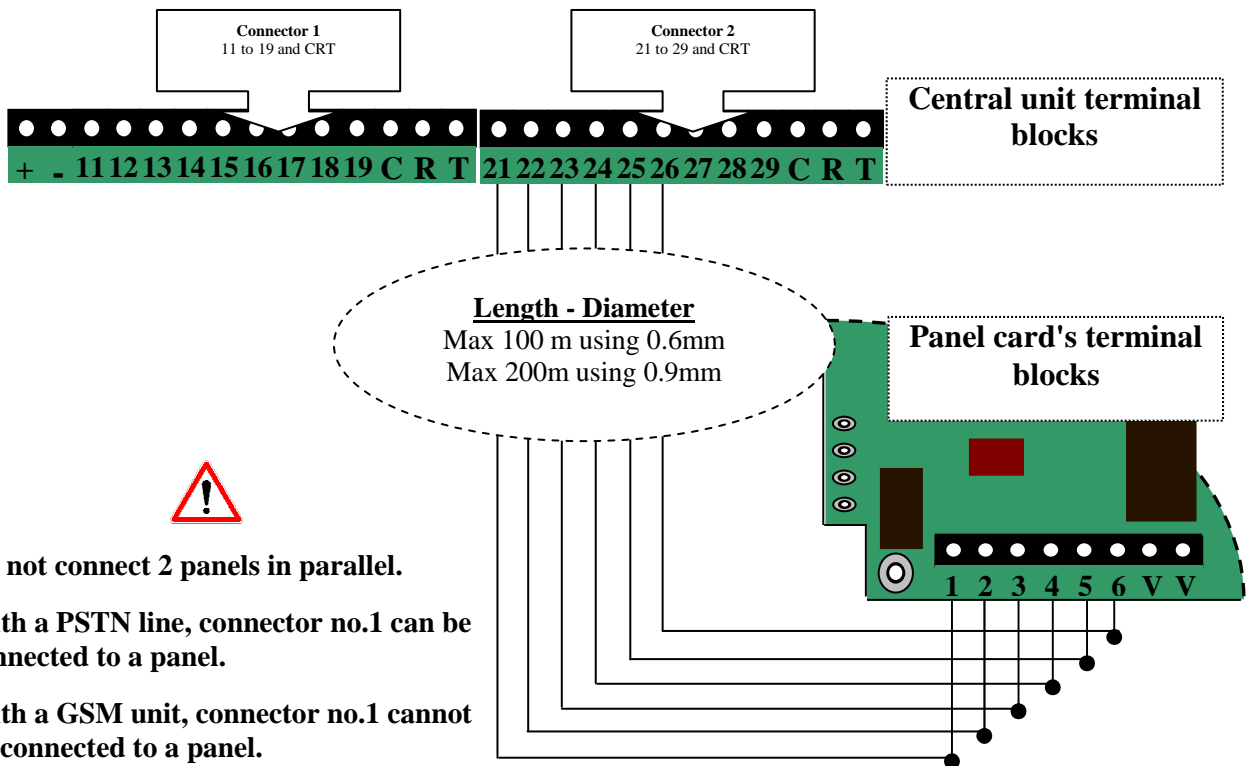 Connector 1
11 to 19 and CRT
Connector 2
21 to 29 and CRT
Central unit terminal
blocks
+ - 11 12 13 14 15 16 17 18 19 C R T
21 22 23 24 25 26 27 28 29 C R T
Length - Diameter
Max 100 m using 0.6mm
Max 200m using 0.9mm
Panel card's terminal
blocks
1 2 3 4 5 6 V V
not connect 2 panels in parallel.
th a PSTN line, connector no.1 can be
nnected to a panel.
th a GSM unit, connector no.1 cannot
connected to a panel.